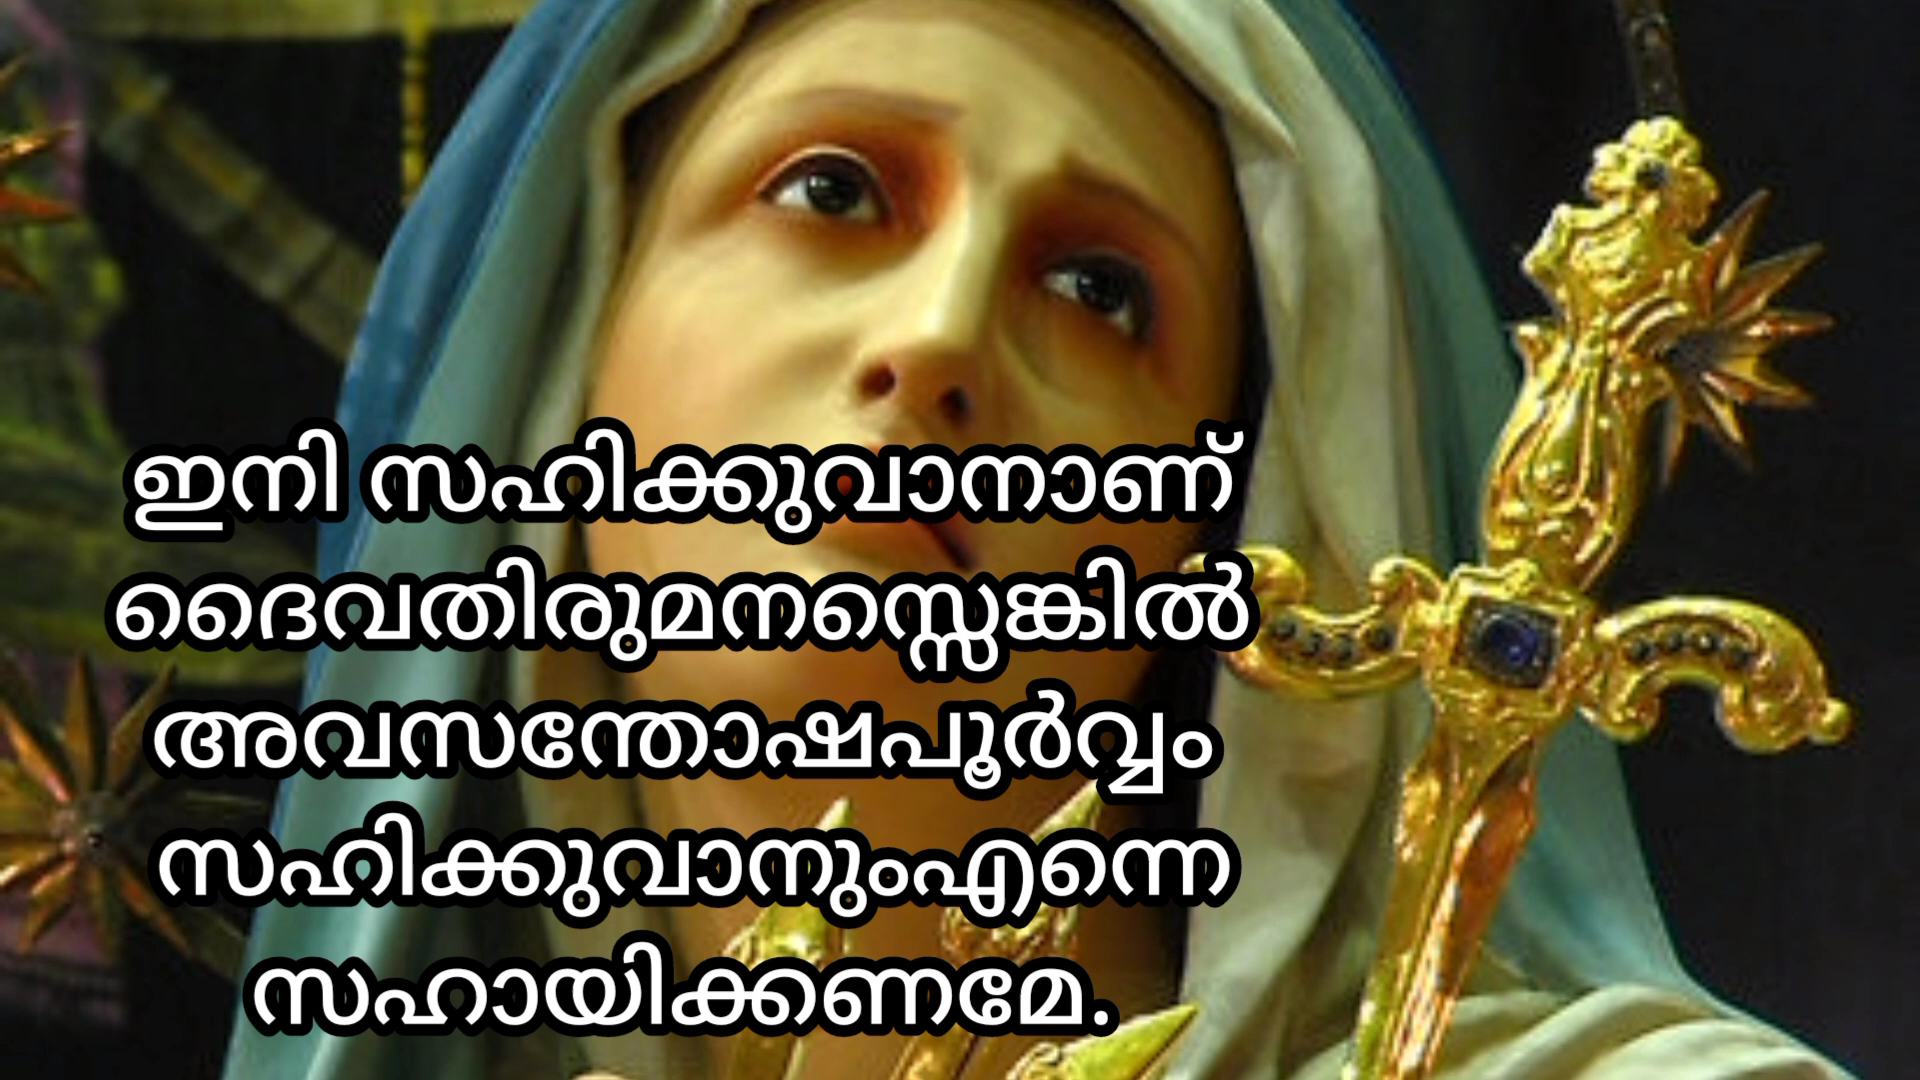 ഇനി സഹിക്കുവാനാണ്
ദൈവതിരുമനസ്സെങ്കിൽ
അവസന്തോഷപൂർവ്വം
സഹിക്കുവാനുംഎന്നെ
സഹായിക്കണമേ.